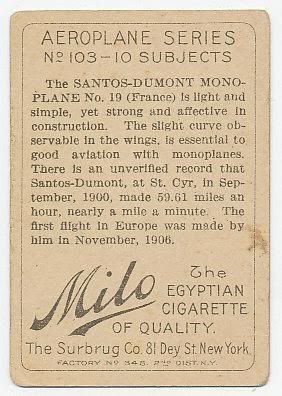 AEROPLANE SERIES
No 103-10 SUBJECTS
The SANTOS-DUMONT MONO-
PLANE No. 19 (France) is light and
simple, yet strong and affective in
construction. The slight curve ob-
servable in the wings, is essential to
good aviation with monoplanes.
There is an unverified record that
Santos-Dumont, at St. Cyr, in Sep-
tember, 1900, made 59.61 miles an
hour, nearly a mile a minute. The
first flight in Europe was made by
him in November, 1906.
Milo The
EGYPTIAN
CIGARETTE
OF QUALITY.
The Surbrug Co. 81 Dey St. New York
FACTORY No 348. 2ND DIST. N.Y.